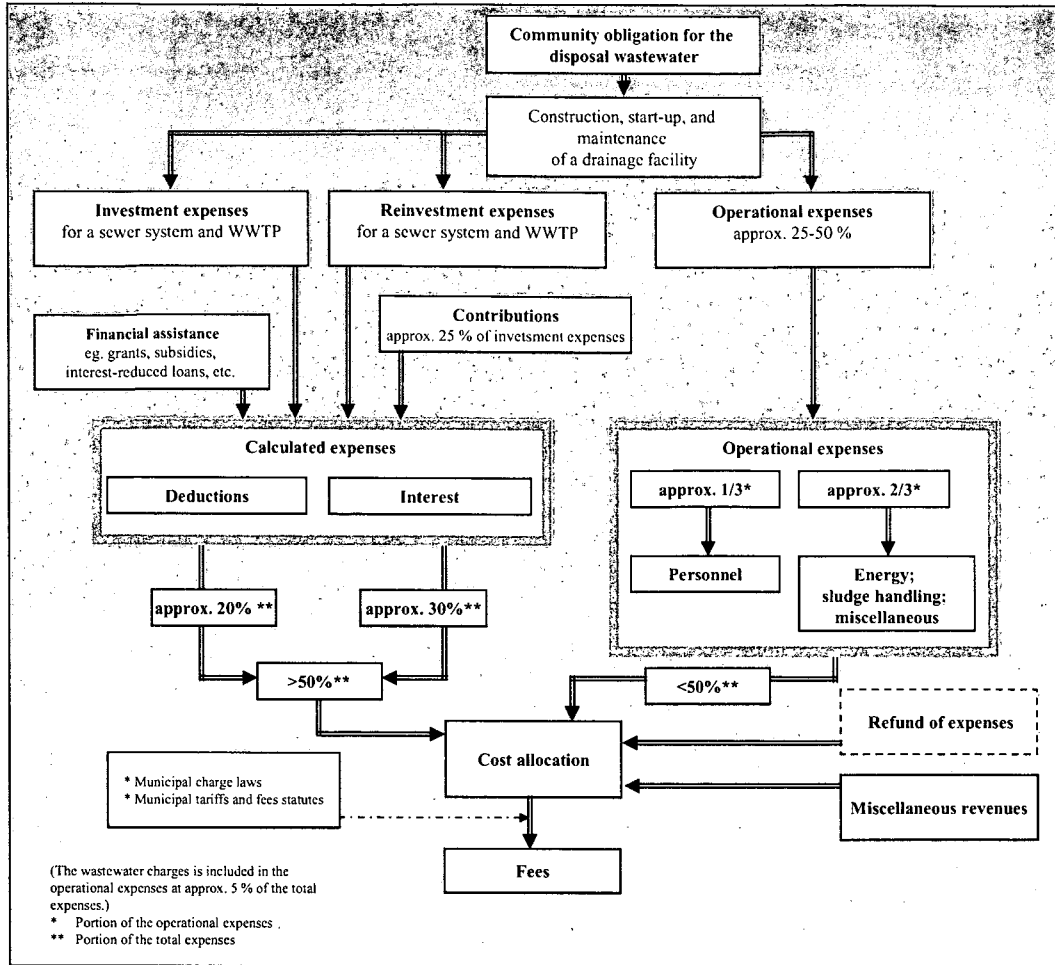 Community obligation for the
disposal wastewater
Construction, start-up, and
maintenance
of a drainage facility
Investment expenses
for a sewer system and WWTP
Reinvestment expenses
for a sewer system and WWTP
Operational expenses
approx. 25-50 %
Financial assistance
eg. grants, subsidies,
interest-reduced loans, etc.
Contributions
approx. 25 % of invetsment expenses
Calculated expenses
Deductions
Interest
Operational expenses
approx. 1/3*
approx. 2/3*
Personnel
Energy;
sludge handling;
miscellaneous
approx. 20% **
approx. 30%**
>50%**
<50%**
Refund of expenses
Cost allocation
* Municipal charge laws
* Municipal tariffs and fees statutes
Miscellaneous revenues
Fees
(The wastewater charges is included in the
operational expenses at approx. 5 % of the total
expenses.)
* Portion of the operational expenses
** Portion of the total expenses